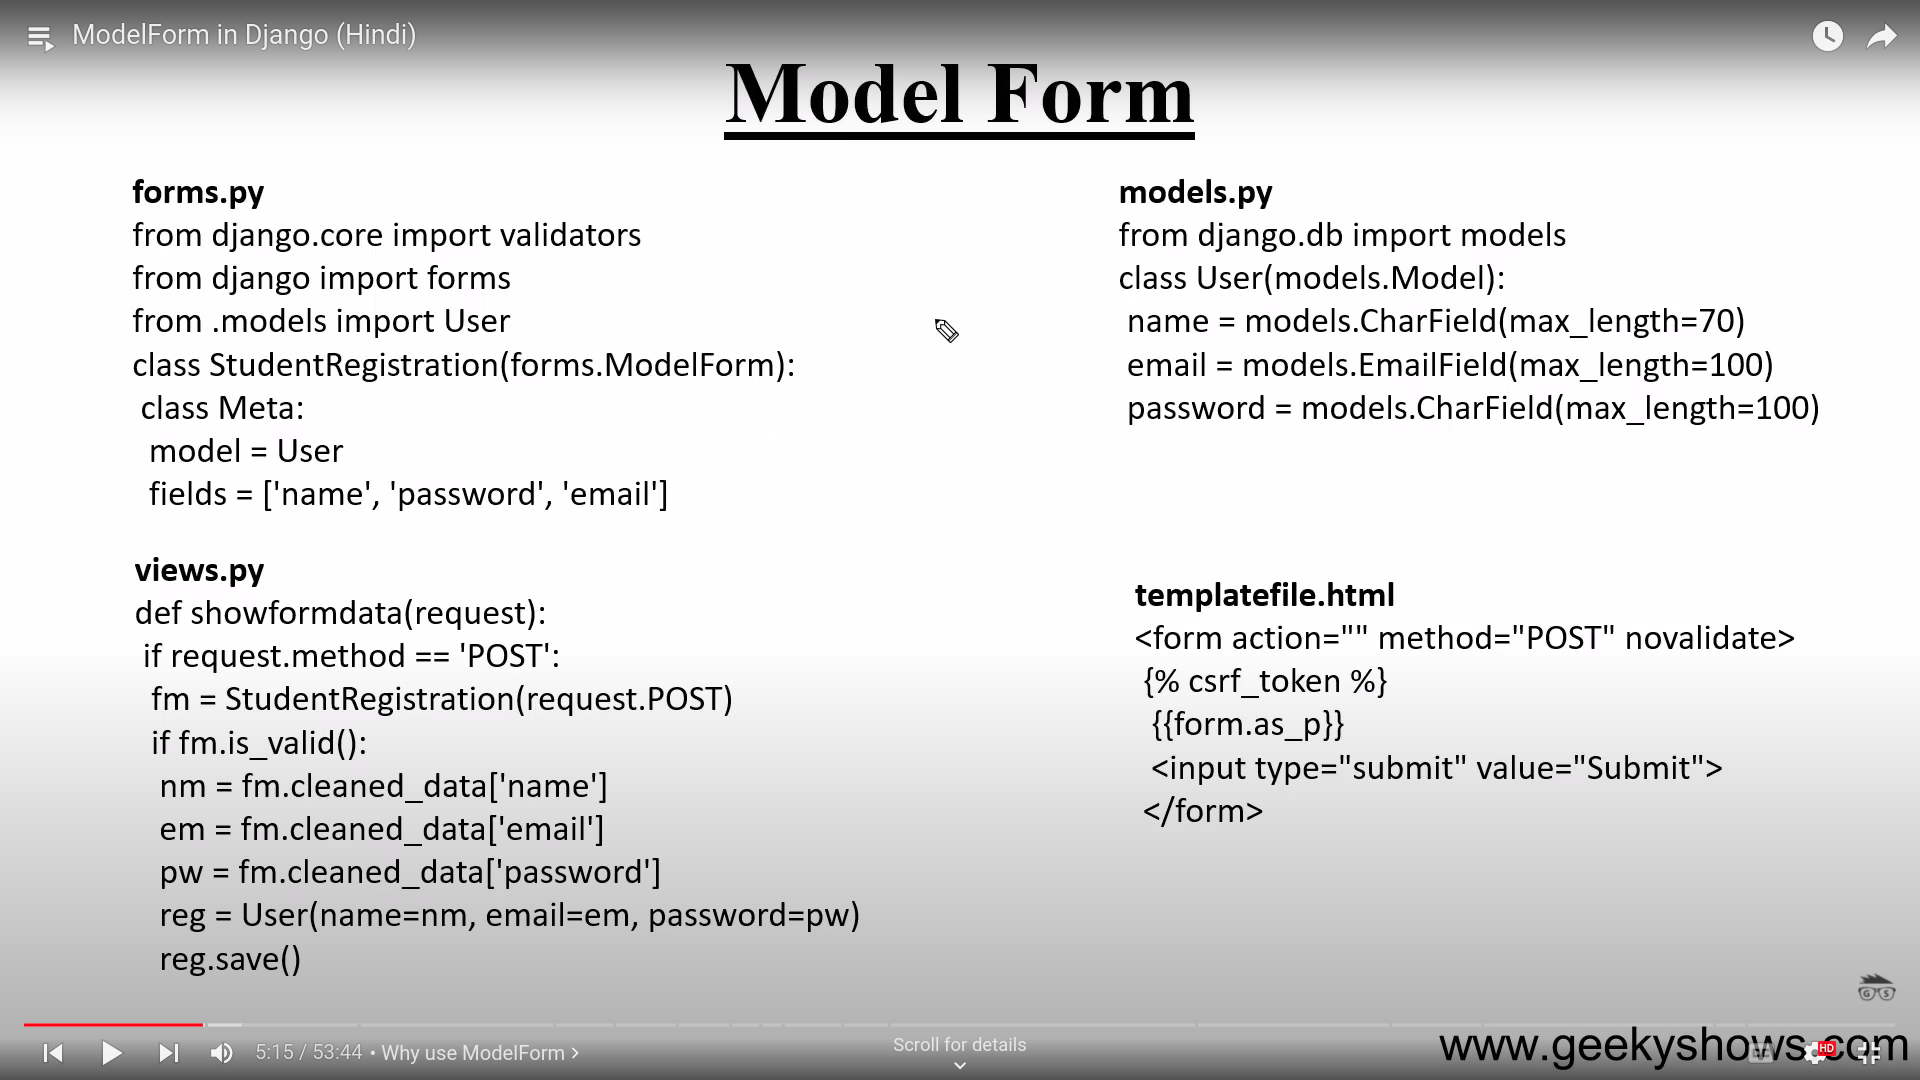 ModelForm in Django (Hindi)
Model Form
forms.py
from django.core import validators
from django import forms
from .models import User
class StudentRegistration(forms.ModelForm):
class Meta:
model = User
fields = ['name', 'password', 'email']
models.py
from django.db import models
class User(models.Model):
name = models.CharField(max_length=70)
email = models.EmailField(max_length=100)
password = models.CharField(max_length=100)
views.py
def showformdata(request):
if request.method == 'POST':
fm = StudentRegistration(request.POST)
if fm.is_valid():
nm = fm.cleaned_data['name']
em = fm.cleaned_data['email']
pw = fm.cleaned_data['password']
reg = User(name=nm, email=em, password=pw)
reg.save()
templatefile.html
<form action="" method="POST" novalidate>
{% csrf_token %}
{{form.as_p}}
<input type="submit" value="Submit">
</form>
GS
5:15 / 53:44 • Why use ModelForm >
Scroll for details
www.geekyshows.com
HD